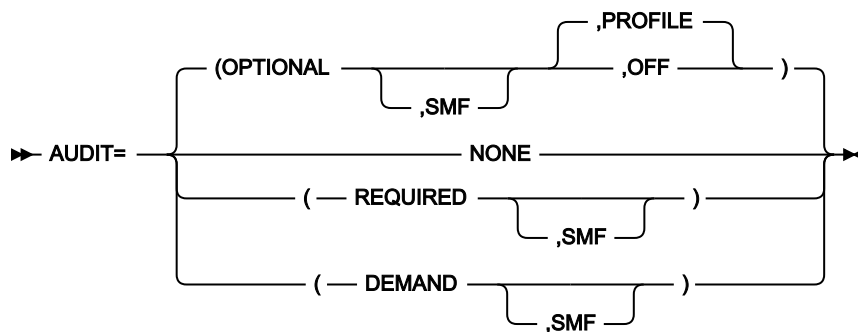 ,PROFILE
(OPTIONAL ,OFF )
,SMF
AUDIT= NONE
( REQUIRED )
,SMF
( DEMAND )
,SMF